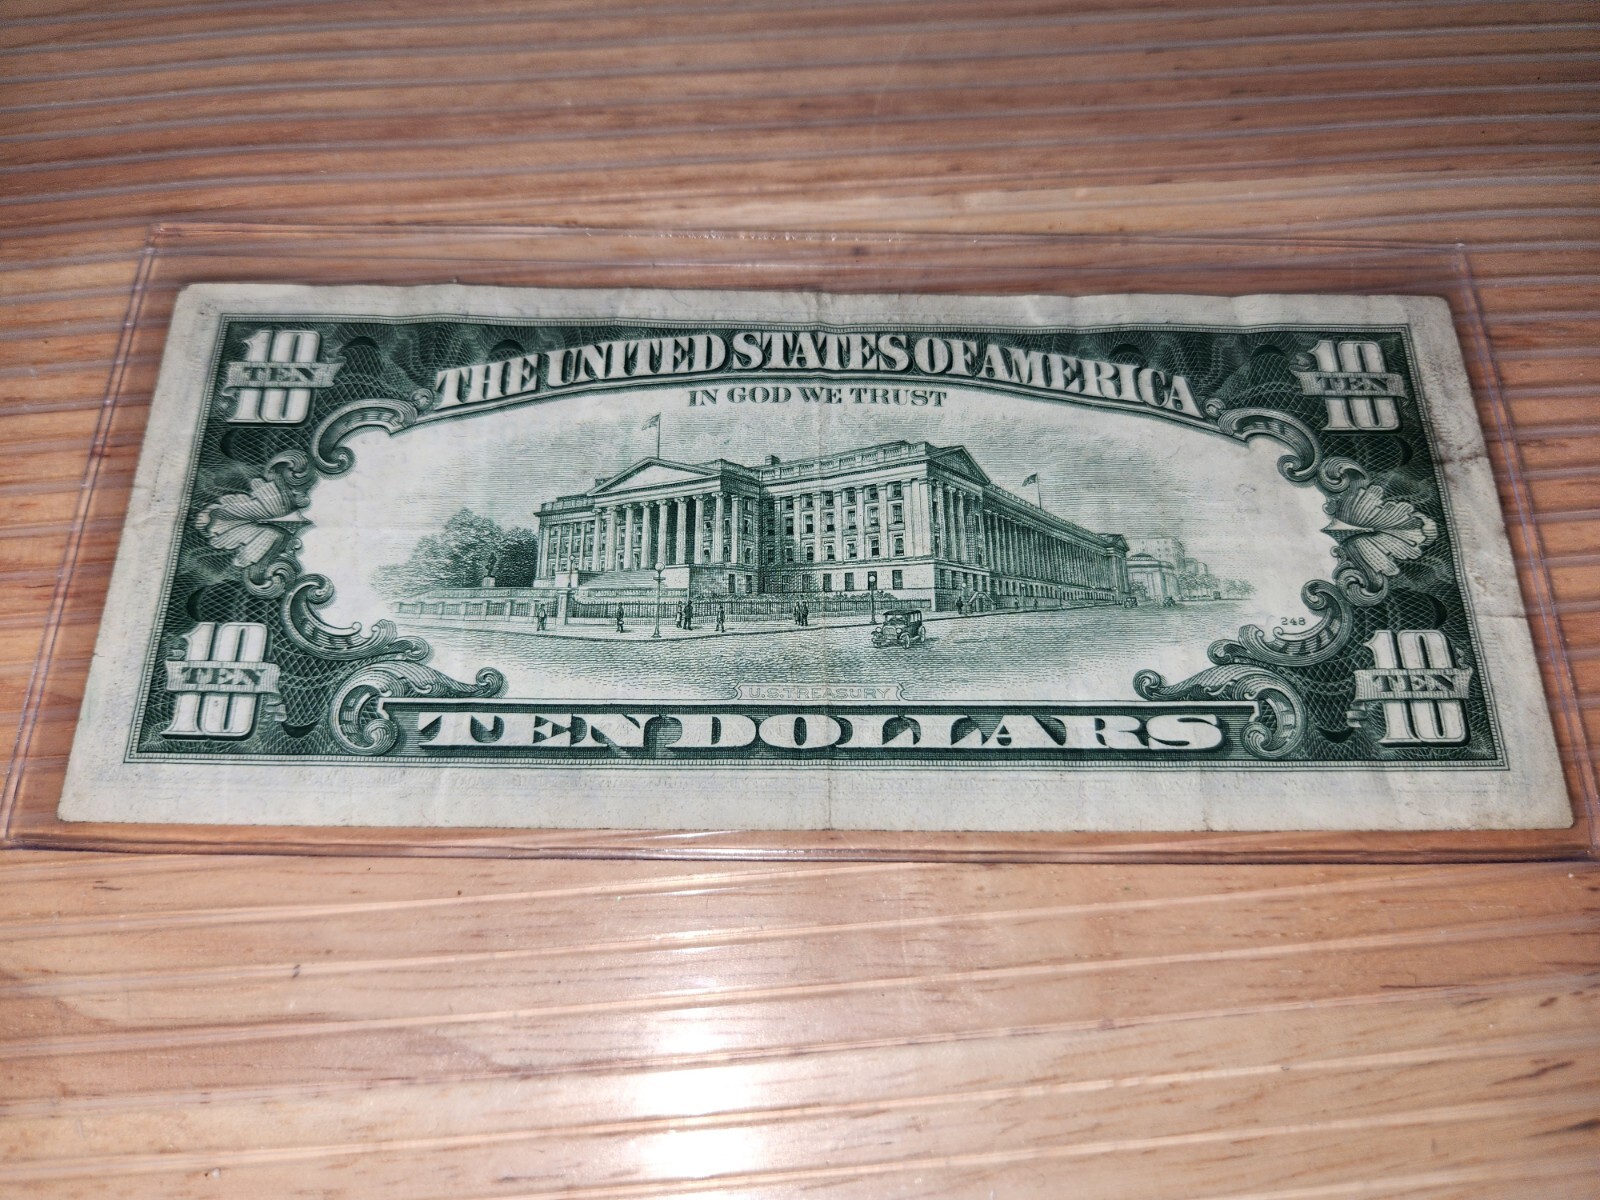 10
TEN
10
THE UNITED STATES OF AMERICA
10
TEN
10
IN GOD WE TRUST
248
10
TEN
10
U.S. TREASURY
10
TEN
10
TEN DOLLARS